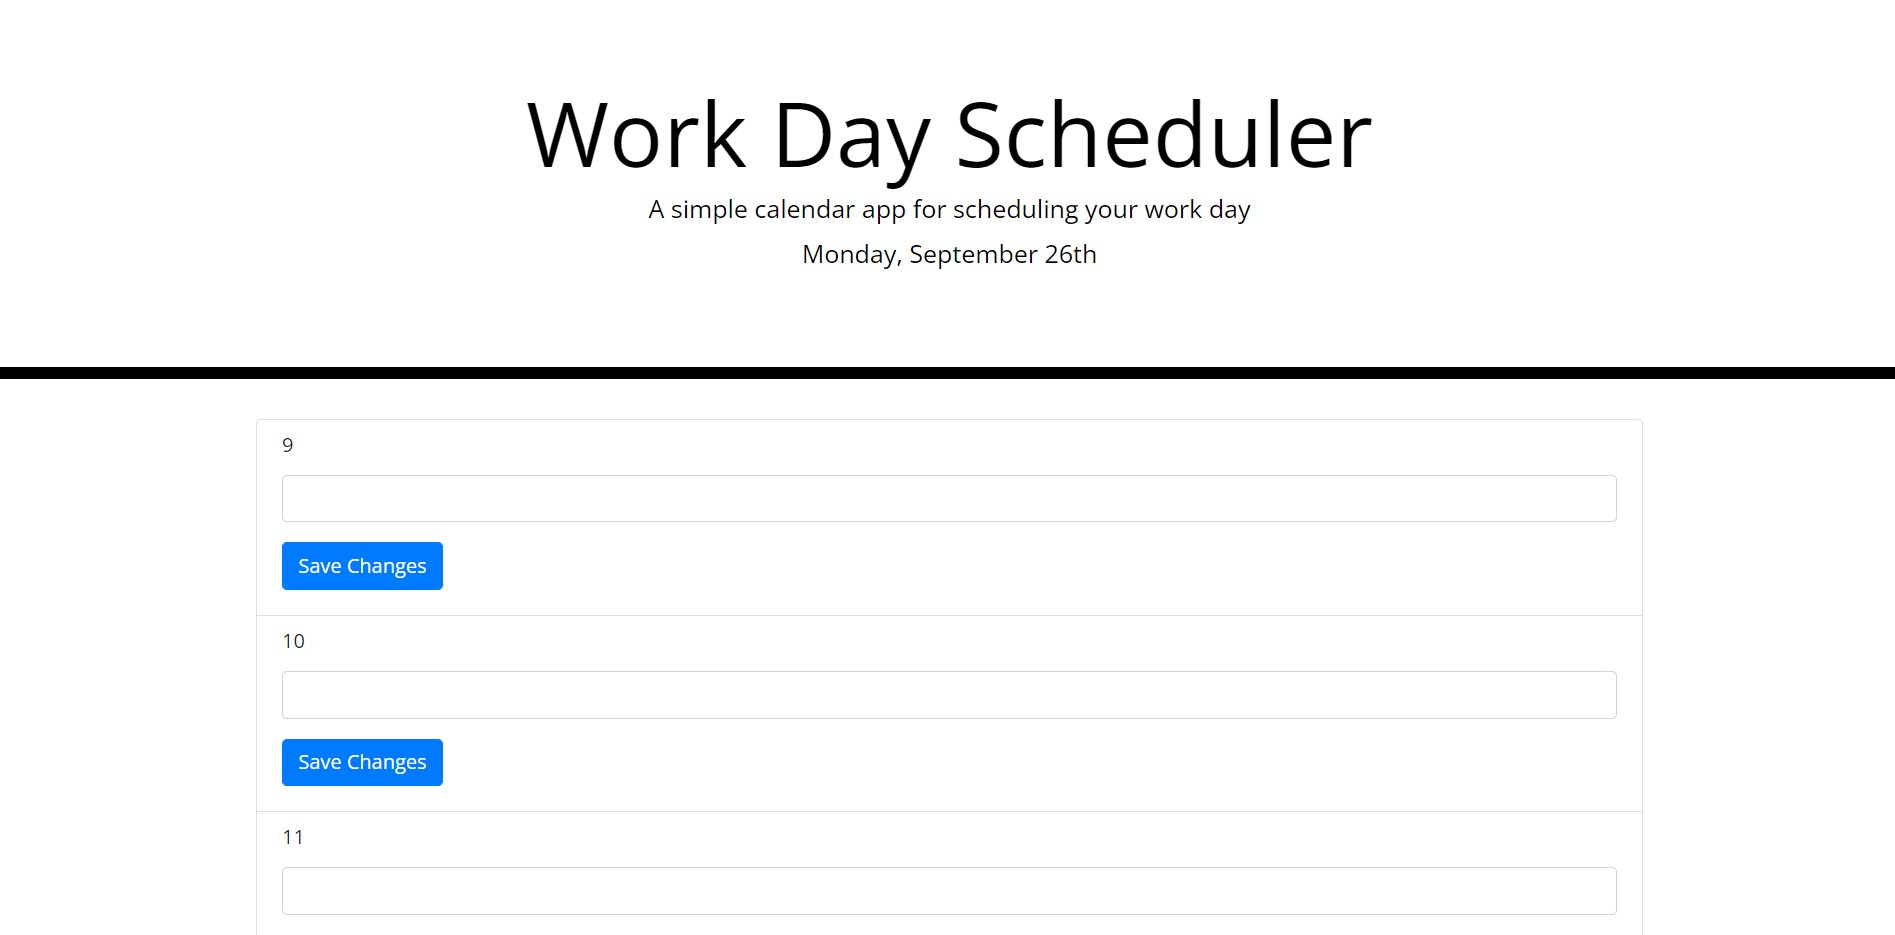 Work Day Scheduler
A simple calendar app for scheduling your work day
Monday, September 26th
9
Save Changes
10
Save Changes
11